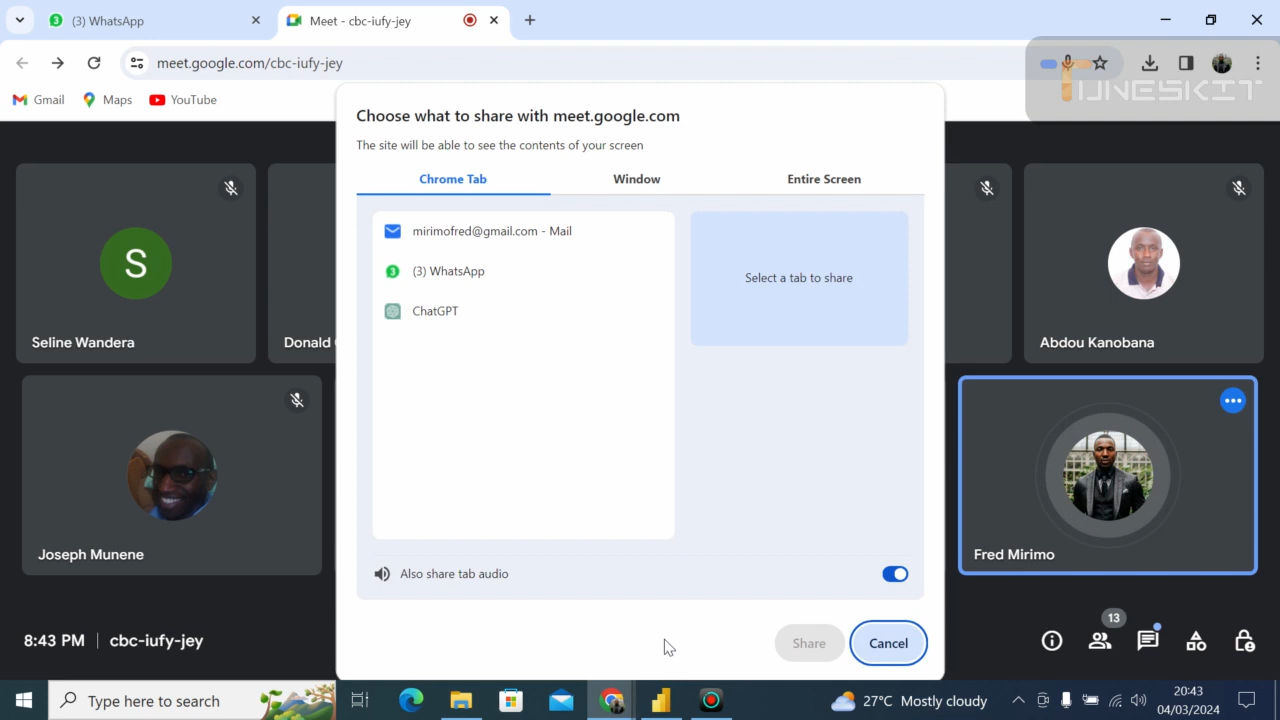 (3) WhatsApp
Meet - cbc-iufy-jey
meet.google.com/cbc-iufy-jey
Gmail
Maps
YouTube
TUNESKIT
Choose what to share with meet.google.com
The site will be able to see the contents of your screen
Chrome Tab
Window
Entire Screen
mirimofred@gmail.com - Mail
(3) WhatsApp
ChatGPT
Select a tab to share
Also share tab audio
Share
Cancel
S
Seline Wandera
Donald
Abdou Kanobana
Joseph Munene
Fred Mirimo
8:43 PM
cbc-iufy-jey
13
Type here to search
27°C Mostly cloudy
20:43
04/03/2024